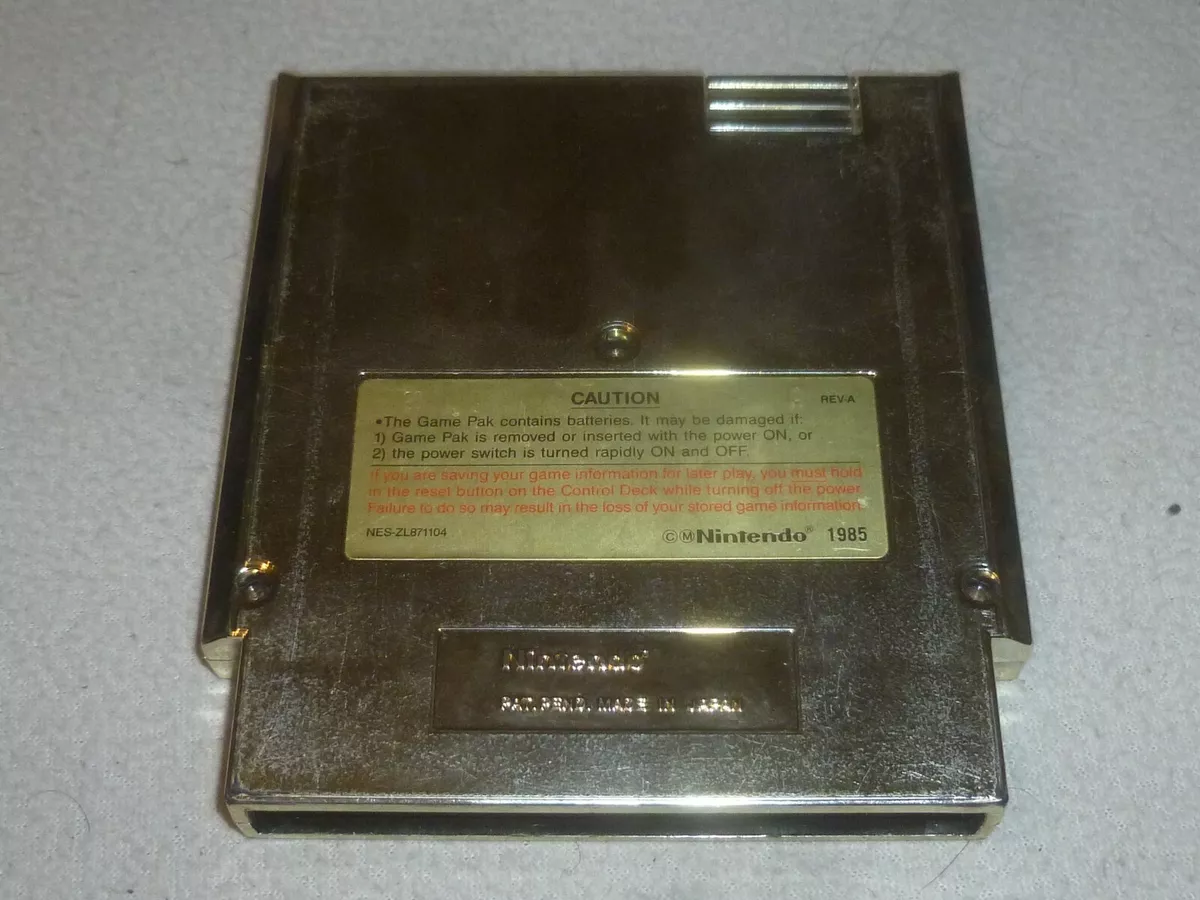 CAUTION
REV-A
•The Game Pak contains batteries. It may be damaged if:
1) Game Pak is removed or inserted with the power ON, or
2) the power switch is turned rapidly ON and OFF.
If you are saving your game information for later play, you must hold
in the reset button on the Control Deck while turning off the power.
Failure to do so may result in the loss of your stored game information.
NES-ZL871104
©ⓂNintendo® 1985
Nintendo®
PAT. PEND. MADE IN JAPAN